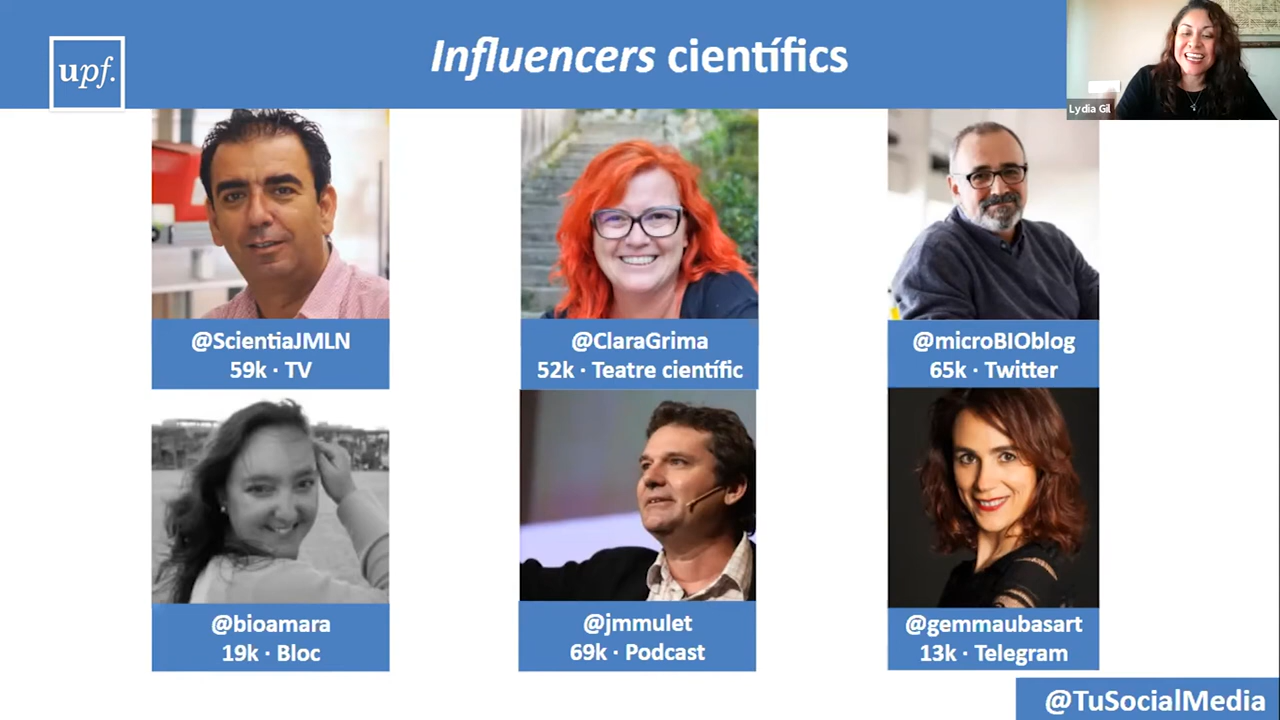 Influencers científics
upf.
Lydia Gil
@ScientiaJMLN
59k · TV
@ClaraGrima
52k · Teatre científic
@microBIOblog
65k · Twitter
@bioamara
19k · Bloc
@jmmulet
69k · Podcast
@gemmaubasart
13k · Telegram
@TuSocialMedia